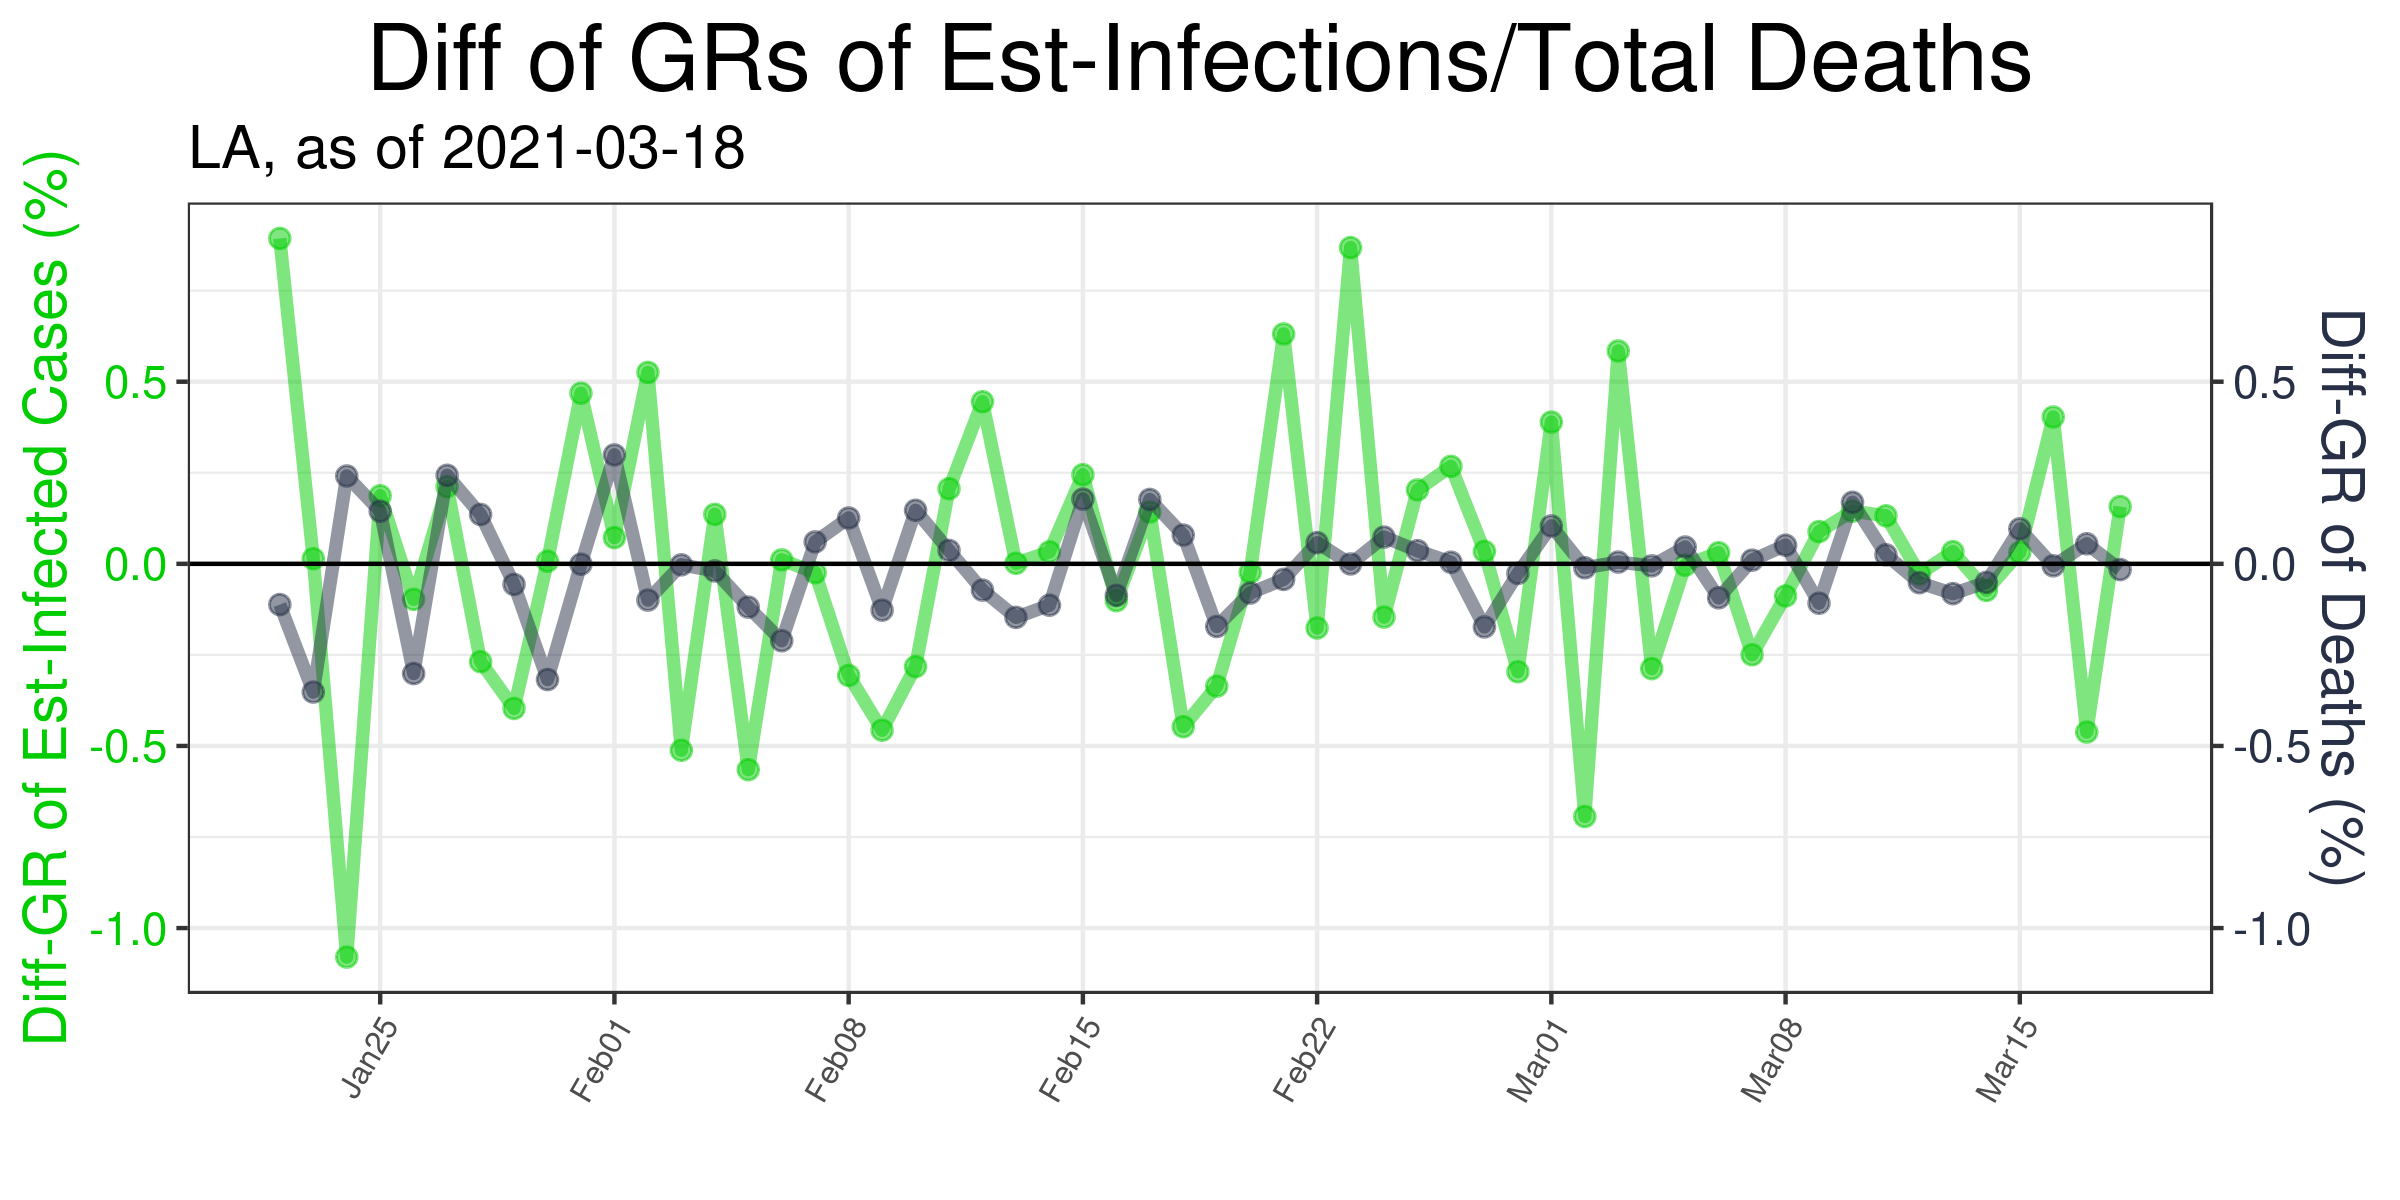 Diff of GRs of Est-Infections/Total Deaths
LA, as of 2021-03-18
Diff-GR of Est-Infected Cases (%)
0.5
0.0
-0.5
-1.0
0.5
0.0
-0.5
-1.0
Diff-GR of Deaths (%)
Jan25
Feb01
Feb08
Feb15
Feb22
Mar01
Mar08
Mar15